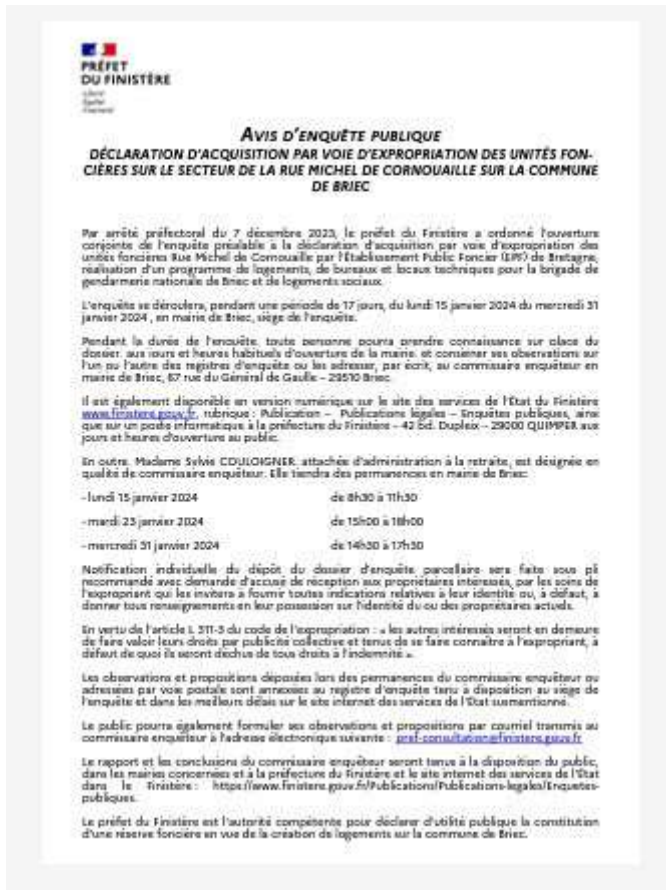 PRÉFET
DU FINISTÈRE
Liberté
Égalité
Fraternité
AVIS D'ENQUÊTE PUBLIQUE
DÉCLARATION D'ACQUISITION PAR VOIE D'EXPROPRIATION DES UNITÉS FON-
CIÈRES SUR LE SECTEUR DE LA RUE MICHEL DE CORNOUAILLE SUR LA COMMUNE
DE BRIEC
Par arrêté préfectoral du 7 décembre 2023, le préfet du Finistère a ordonné l'ouverture
conjointe de l'enquête préalable à la déclaration d'acquisition par voie d'expropriation des
unités foncières Rue Michel de Cornouaille par l'Établissement Public Foncier (EPF) de Bretagne,
réalisation d'un programme de logements, de bureaux et locaux techniques pour la brigade de
gendarmerie nationale de Briec et de logements sociaux.
L'enquête se déroulera, pendant une période de 17 jours, du lundi 15 janvier 2024 du mercredi 31
janvier 2024 , en mairie de Briec, siège de l'enquête.
Pendant la durée de l'enquête, toute personne pourra prendre connaissance sur place du
dossier, aux jours et heures habituels d'ouverture de la mairie, et consigner ses observations sur
l'un ou l'autre des registres d'enquête ou les adresser, par écrit, au commissaire enquêteur en
mairie de Briec, 67 rue du Général de Gaulle – 29510 Briec.
Il est également disponible en version numérique sur le site des services de l'État du Finistère
www.finistere.gouv.fr, rubrique : Publication – Publications légales – Enquêtes publiques, ainsi
que sur un poste informatique à la préfecture du Finistère – 42 bd. Dupleix – 29000 QUIMPER aux
jours et heures d'ouverture au public.
En outre, Madame Sylvie COULOIGNER, attachée d'administration à la retraite, est désignée en
qualité de commissaire enquêteur. Elle tiendra des permanences en mairie de Briec:
- lundi 15 janvier 2024 de 8h30 à 11h30
- mardi 23 janvier 2024 de 15h00 à 18h00
- mercredi 31 janvier 2024 de 14h30 à 17h30
Notification individuelle du dépôt du dossier d'enquête parcellaire sera faite sous pli
recommandé avec demande d'accusé de réception aux propriétaires intéressés, par les soins de
l'expropriant qui les invitera à fournir toutes indications relatives à leur identité ou, à défaut, à
donner tous renseignements en leur possession sur l'identité du ou des propriétaires actuels.
En vertu de l'article L 311-3 du code de l'expropriation : « les autres intéressés seront en demeure
de faire valoir leurs droits par publicité collective et tenus de se faire connaître à l'expropriant, à
défaut de quoi ils seront déchus de tous droits à l'indemnité ».
Les observations et propositions déposées lors des permanences du commissaire enquêteur ou
adressées par voie postale sont annexées au registre d'enquête tenu à disposition au siège de
l'enquête et dans les meilleurs délais sur le site internet des services de l'État susmentionné.
Le public pourra également formuler ses observations et propositions par courriel transmis au
commissaire enquêteur à l'adresse électronique suivante : pref-consultation@finistere.gouv.fr
Le rapport et les conclusions du commissaire enquêteur seront tenus à la disposition du public,
dans les mairies concernées et à la préfecture du Finistère et le site internet des services de l'État
dans le Finistère : https://www.finistere.gouv.fr/Publications/Publications-legales/Enquetes-
publiques.
Le préfet du Finistère est l'autorité compétente pour déclarer d'utilité publique la constitution
d'une réserve foncière en vue de la création de logements sur la commune de Briec.